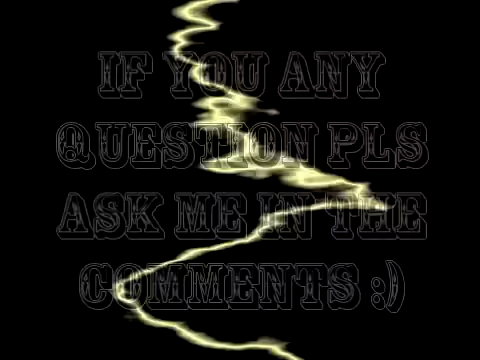 IF YOU ANY
QUESTION PLS
ASK ME IN THE
COMMENTS :)